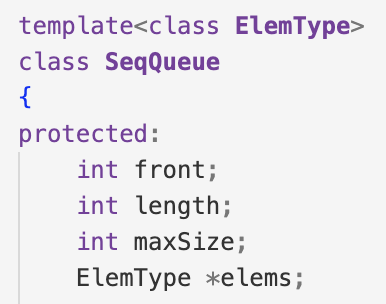 template<class ElemType>
class SeqQueue
{
protected:
    int front;
    int length;
    int maxSize;
    ElemType *elems;